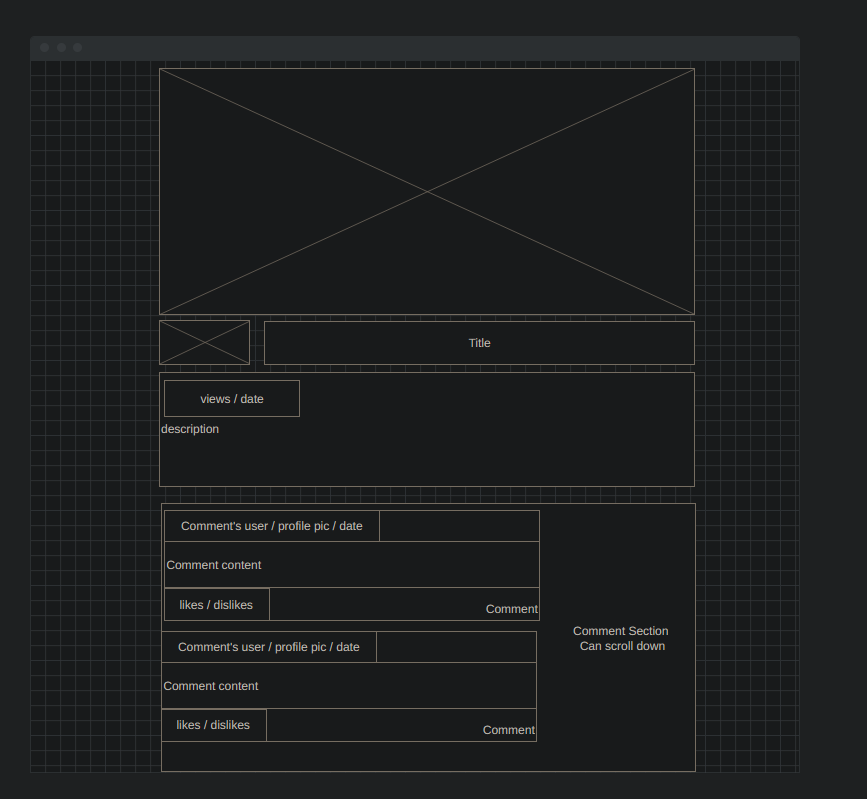 Title
views / date
description
Comment's user / profile pic / date
Comment content
likes / dislikes
Comment
Comment's user / profile pic / date
Comment content
likes / dislikes
Comment
Comment Section
Can scroll down